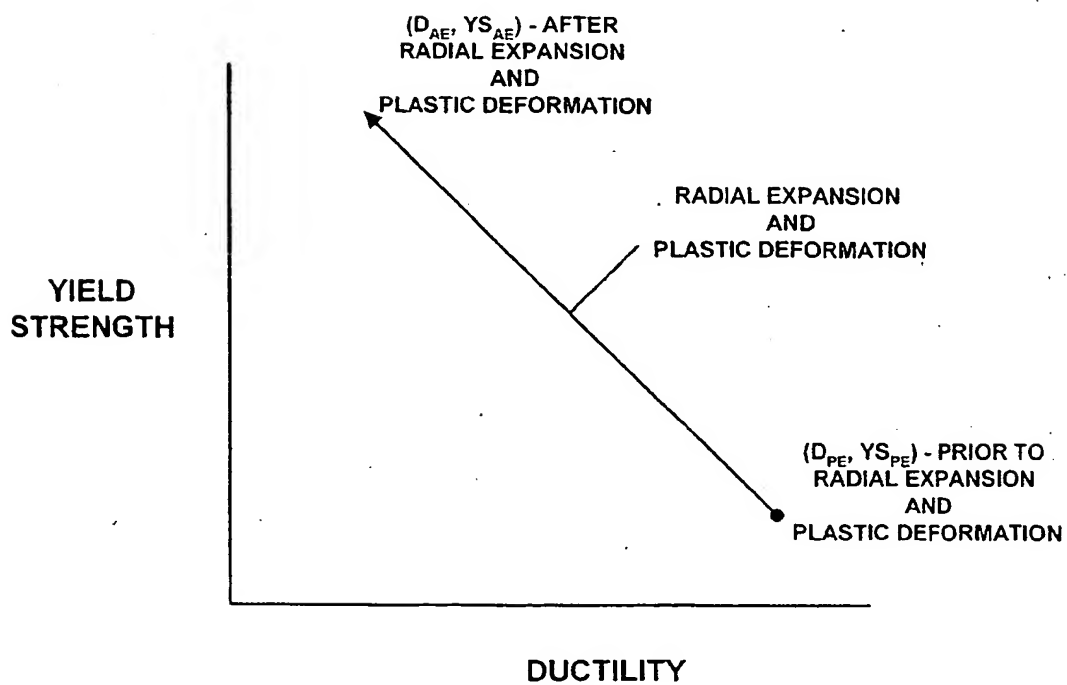 (D_AE, YS_AE) - AFTER
RADIAL EXPANSION
AND
PLASTIC DEFORMATION
RADIAL EXPANSION
AND
PLASTIC DEFORMATION
YIELD
STRENGTH
(D_PE, YS_PE) - PRIOR TO
RADIAL EXPANSION
AND
PLASTIC DEFORMATION
DUCTILITY